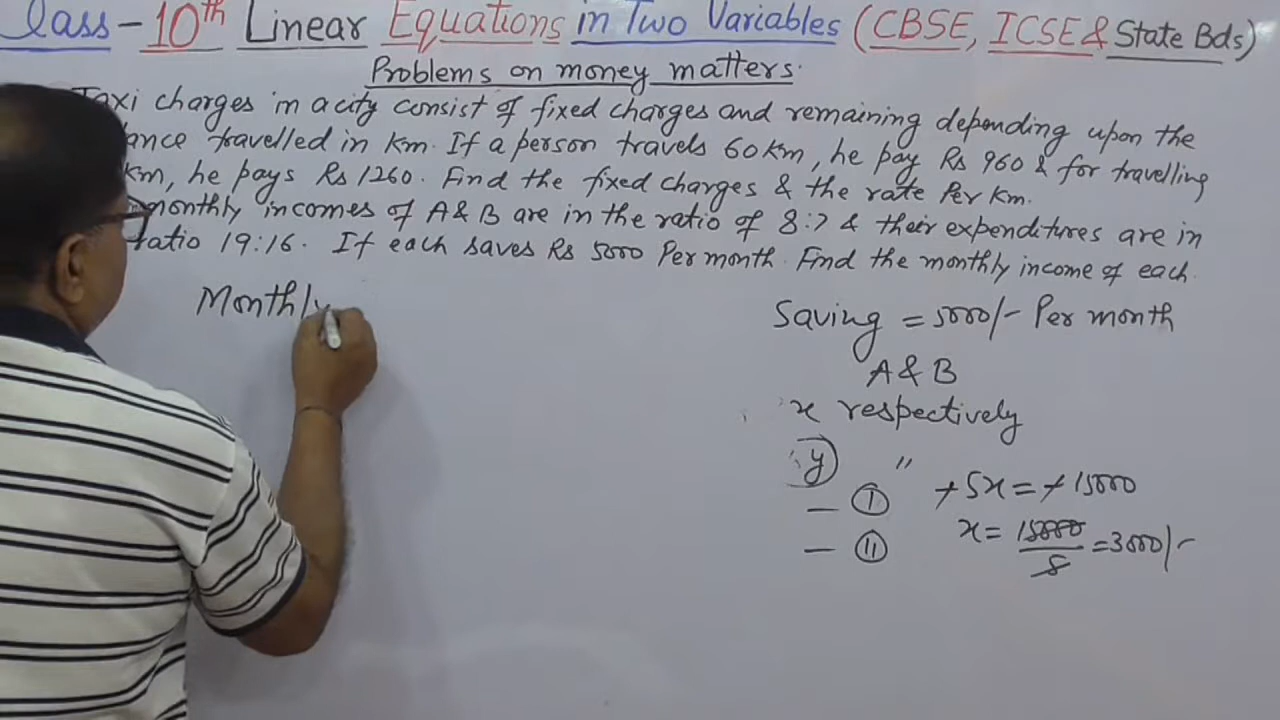 Class - 10th Linear Equations in Two Variables (CBSE, ICSE & State Bds)
Problems on money matters.
Taxi charges in a city consist of fixed charges and remaining depending upon the
travelled in Km. If a person travels 60 Km, he pay Rs 960 & for travelling
Km, he pays Rs 1260. Find the fixed charges & the rate Per Km.
monthly incomes of A & B are in the ratio of 8:7 & their expenditures are in
ratio 19:16. If each saves Rs 5000 Per month. Find the monthly income of each.
Monthly
Saving = 5000/- Per month
A & B
x respectively
y "
— I
+5x = +15000
— II
x = 15000/5 = 3000/-